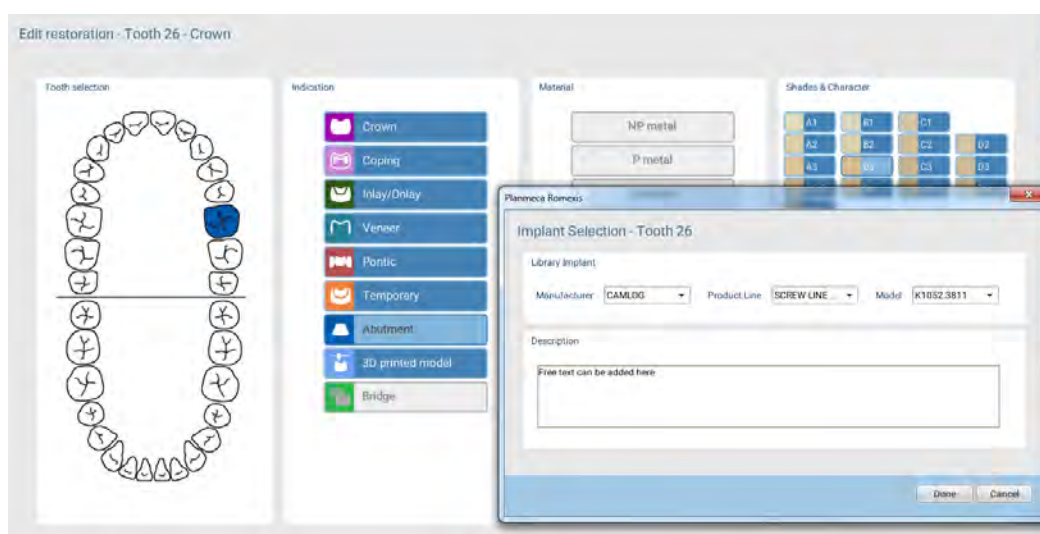 Edit restoration - Tooth 26 - Crown
Tooth selection
Indication
Material
Shades & Character
Crown
Coping
Inlay/Onlay
Veneer
Pontic
Temporary
Abutment
3D printed model
Bridge
NP metal
P metal
A1 B1 C1
A2 B2 C2 D2
A3 B3 C3 D3
Planmeca Romexis
Implant Selection - Tooth 26
Library Implant
Manufacturer CAMLOG Product Line SCREW LINE ... Model K1052.3811
Description
Free text can be added here
Done Cancel